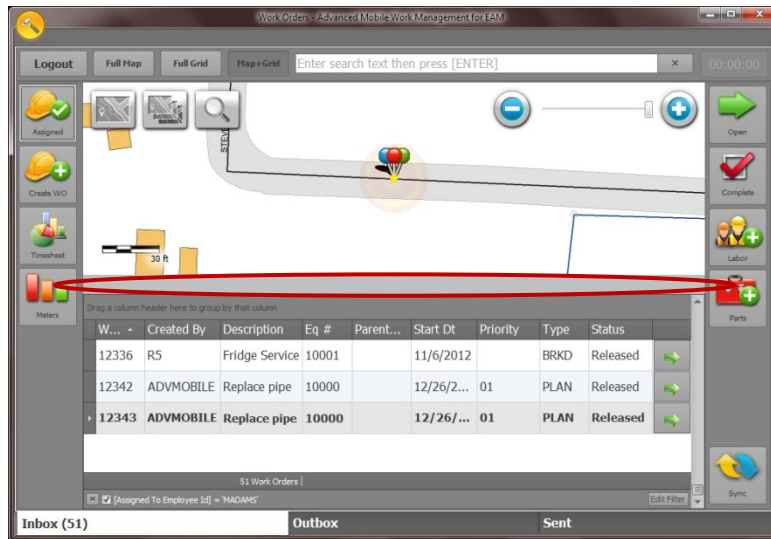 Work Orders - Advanced Mobile Work Management for EAM
Logout Full Map Full Grid Map+Grid Enter search text then press [ENTER] × 00:00:00
Assigned
Create WO
Timesheet
Meters
STEVE
30 ft
Open
Complete
Labor
Parts
Sync
Drag a column header here to group by that column
W... Created By Description Eq # Parent... Start Dt Priority Type Status
12336 R5 Fridge Service 10001 11/6/2012 BRKD Released
12342 ADVMOBILE Replace pipe 10000 12/26/2... 01 PLAN Released
12343 ADVMOBILE Replace pipe 10000 12/26/... 01 PLAN Released
51 Work Orders
[Assigned To Employee Id] = 'MADAMS' Edit Filter
Inbox (51) Outbox Sent